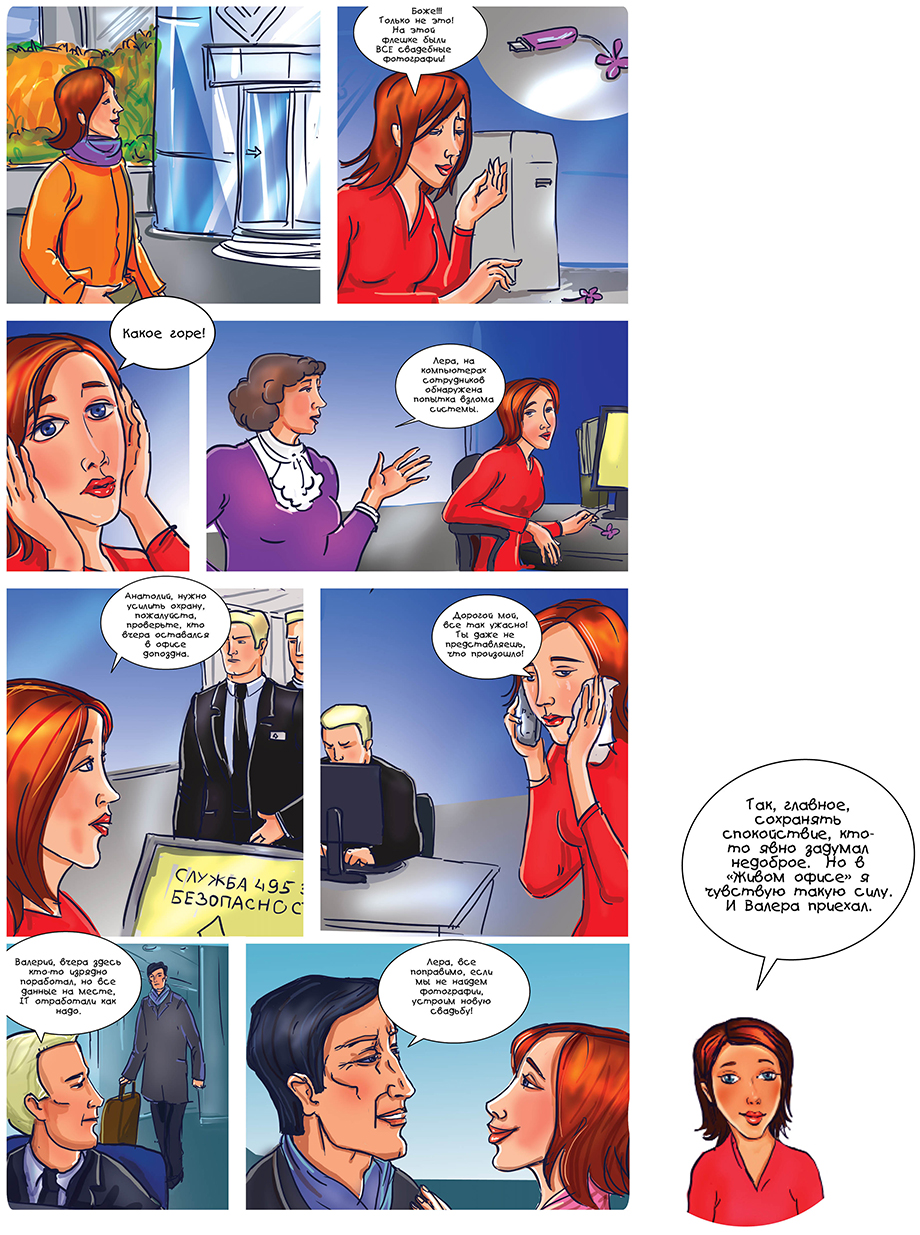 Боже!!!
Только не это!
На этой
флешке были
ВСЕ свадебные
фотографии!
Какое горе!
Лера, на
компьютерах
сотрудников
обнаружена
попытка взлома
системы.
Анатолий, нужно
усилить охрану,
пожалуйста,
проверьте, кто
вчера оставался
в офисе
допоздна.
СЛУЖБА 495
БЕЗОПАСНОСТ
Дорогой мой,
все так ужасно!
Ты даже не
представляешь,
что произошло!
Валерий, вчера здесь
кто-то изрядно
поработал, но все
данные на месте,
IT отработали как
надо.
Лера, все
поправимо, если
мы не найдем
фотографии,
устроим новую
свадьбу!
Так, главное,
сохранять
спокойствие, кто-
то явно задумал
недоброе. Но в
«Живом офисе» я
чувствую такую силу.
И Валера приехал.